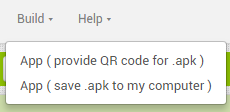 Build Help
App ( provide QR code for .apk )
App ( save .apk to my computer )